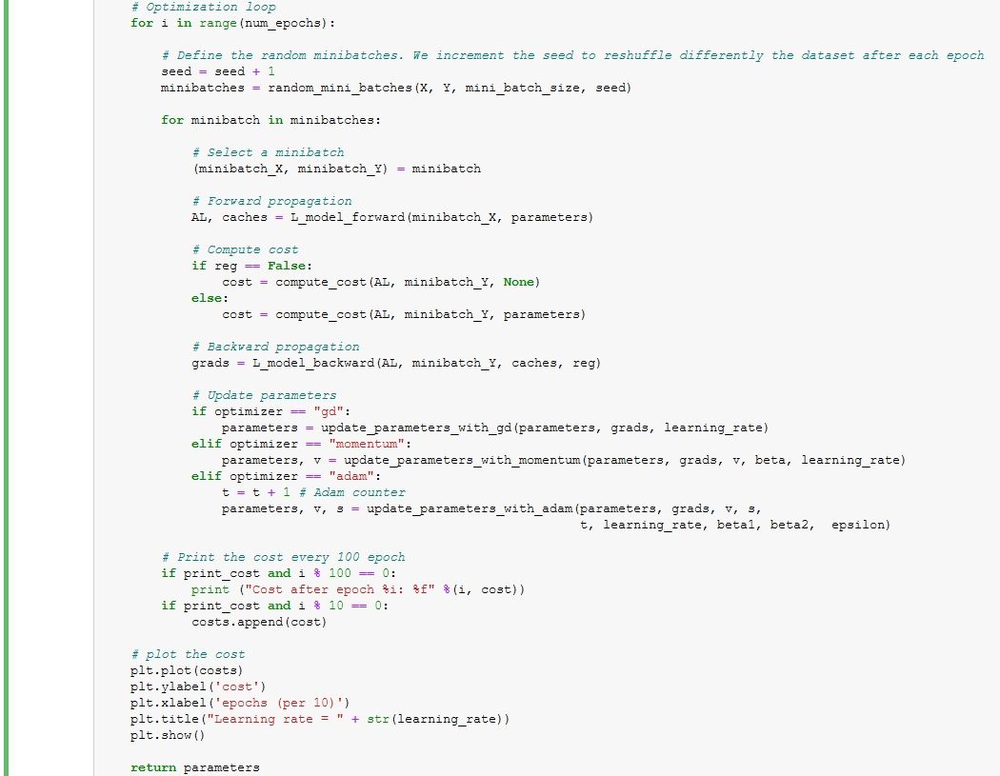 # Optimization loop
for i in range(num_epochs):
# Define the random minibatches. We increment the seed to reshuffle differently the dataset after each epoch
seed = seed + 1
minibatches = random_mini_batches(X, Y, mini_batch_size, seed)
for minibatch in minibatches:
# Select a minibatch
(minibatch_X, minibatch_Y) = minibatch
# Forward propagation
AL, caches = L_model_forward(minibatch_X, parameters)
# Compute cost
if reg == False:
cost = compute_cost(AL, minibatch_Y, None)
else:
cost = compute_cost(AL, minibatch_Y, parameters)
# Backward propagation
grads = L_model_backward(AL, minibatch_Y, caches, reg)
# Update parameters
if optimizer == "gd":
parameters = update_parameters_with_gd(parameters, grads, learning_rate)
elif optimizer == "momentum":
parameters, v = update_parameters_with_momentum(parameters, grads, v, beta, learning_rate)
elif optimizer == "adam":
t = t + 1 # Adam counter
parameters, v, s = update_parameters_with_adam(parameters, grads, v, s,
t, learning_rate, beta1, beta2,  epsilon)
# Print the cost every 100 epoch
if print_cost and i % 100 == 0:
print ("Cost after epoch %i: %f" %(i, cost))
if print_cost and i % 10 == 0:
costs.append(cost)
# plot the cost
plt.plot(costs)
plt.ylabel('cost')
plt.xlabel('epochs (per 10)')
plt.title("Learning rate = " + str(learning_rate))
plt.show()
return parameters